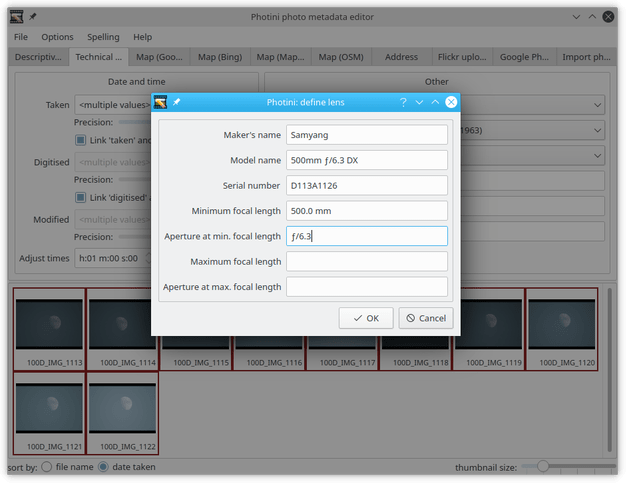 Photini photo metadata editor
File Options Spelling Help
Descriptiv... Technical ... Map (Goo... Map (Bing) Map (Map... Map (OSM) Address Flickr uplo... Google Ph... Import ph...
Date and time Other
Taken <multiple values>
Precision:
Link 'taken' and
1963)
Digitised <multiple values>
Precision:
Link 'digitised'
Modified <multiple values>
Precision:
Adjust times h:01 m:00 s:00
Photini: define lens
Maker's name Samyang
Model name 500mm ƒ/6.3 DX
Serial number D113A1126
Minimum focal length 500.0 mm
Aperture at min. focal length ƒ/6.3
Maximum focal length
Aperture at max. focal length
OK Cancel
100D_IMG_1113 100D_IMG_1114 100D_IMG_1115 100D_IMG_1116 100D_IMG_1117 100D_IMG_1118 100D_IMG_1119 100D_IMG_1120
100D_IMG_1121 100D_IMG_1122
sort by: file name date taken thumbnail size: